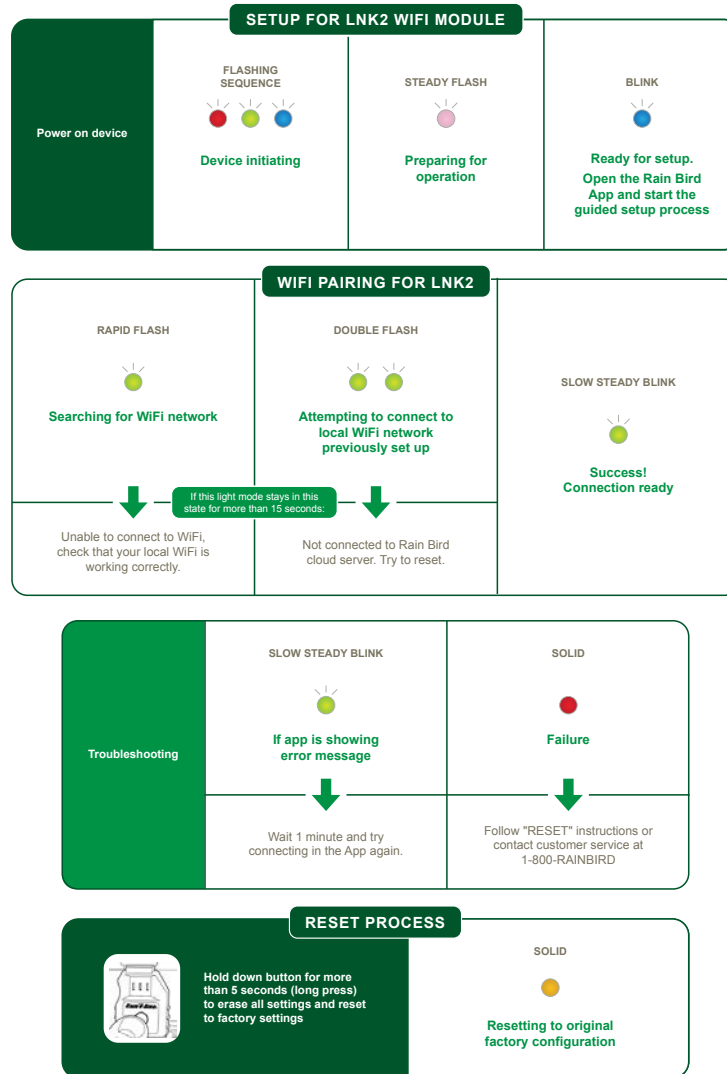 SETUP FOR LNK2 WIFI MODULE
Power on device
FLASHING
SEQUENCE
Device initiating
STEADY FLASH
Preparing for
operation
BLINK
Ready for setup.
Open the Rain Bird
App and start the
guided setup process
WIFI PAIRING FOR LNK2
RAPID FLASH
Searching for WiFi network
DOUBLE FLASH
Attempting to connect to
local WiFi network
previously set up
SLOW STEADY BLINK
Success!
Connection ready
If this light mode stays in this
state for more than 15 seconds:
Unable to connect to WiFi,
check that your local WiFi is
working correctly.
Not connected to Rain Bird
cloud server. Try to reset.
Troubleshooting
SLOW STEADY BLINK
If app is showing
error message
Wait 1 minute and try
connecting in the App again.
SOLID
Failure
Follow "RESET" instructions or
contact customer service at
1-800-RAINBIRD
RESET PROCESS
RAIN BIRD
Hold down button for more
than 5 seconds (long press)
to erase all settings and reset
to factory settings
SOLID
Resetting to original
factory configuration